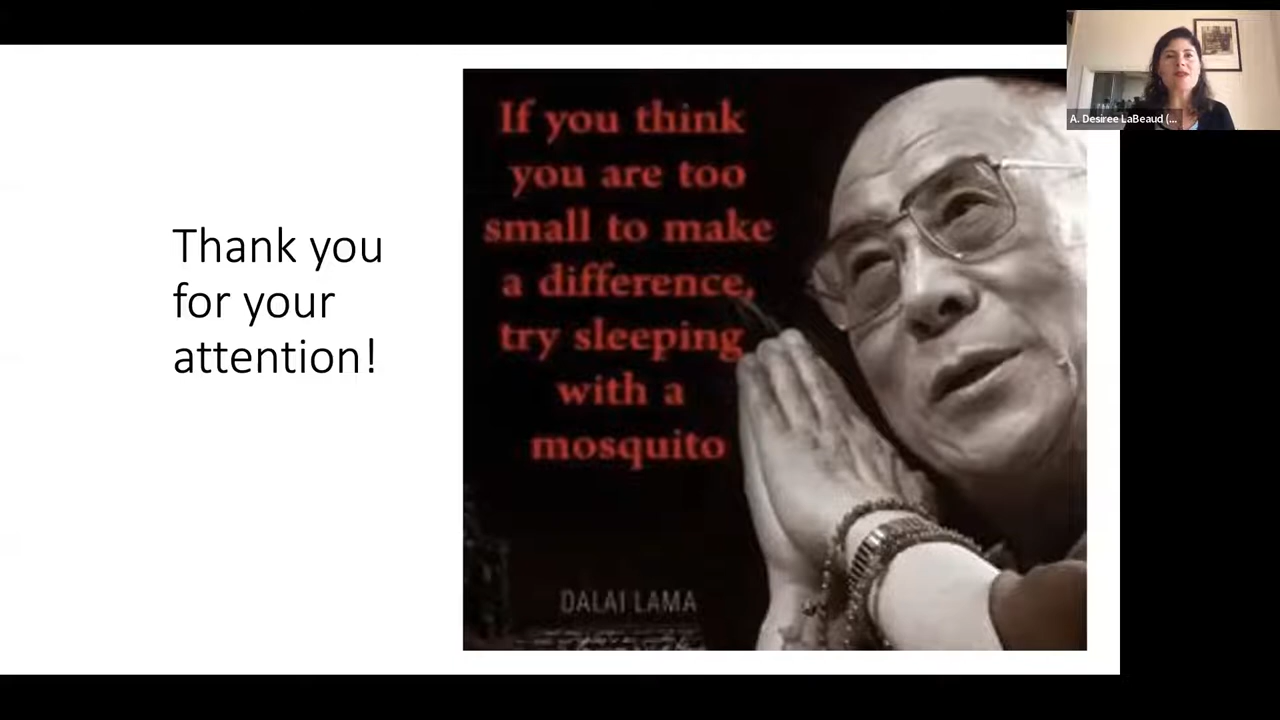 Thank you
for your
attention!
If you think
you are too
small to make
a difference,
try sleeping
with a
mosquito
DALAI LAMA
A. Desiree LaBeaud (...